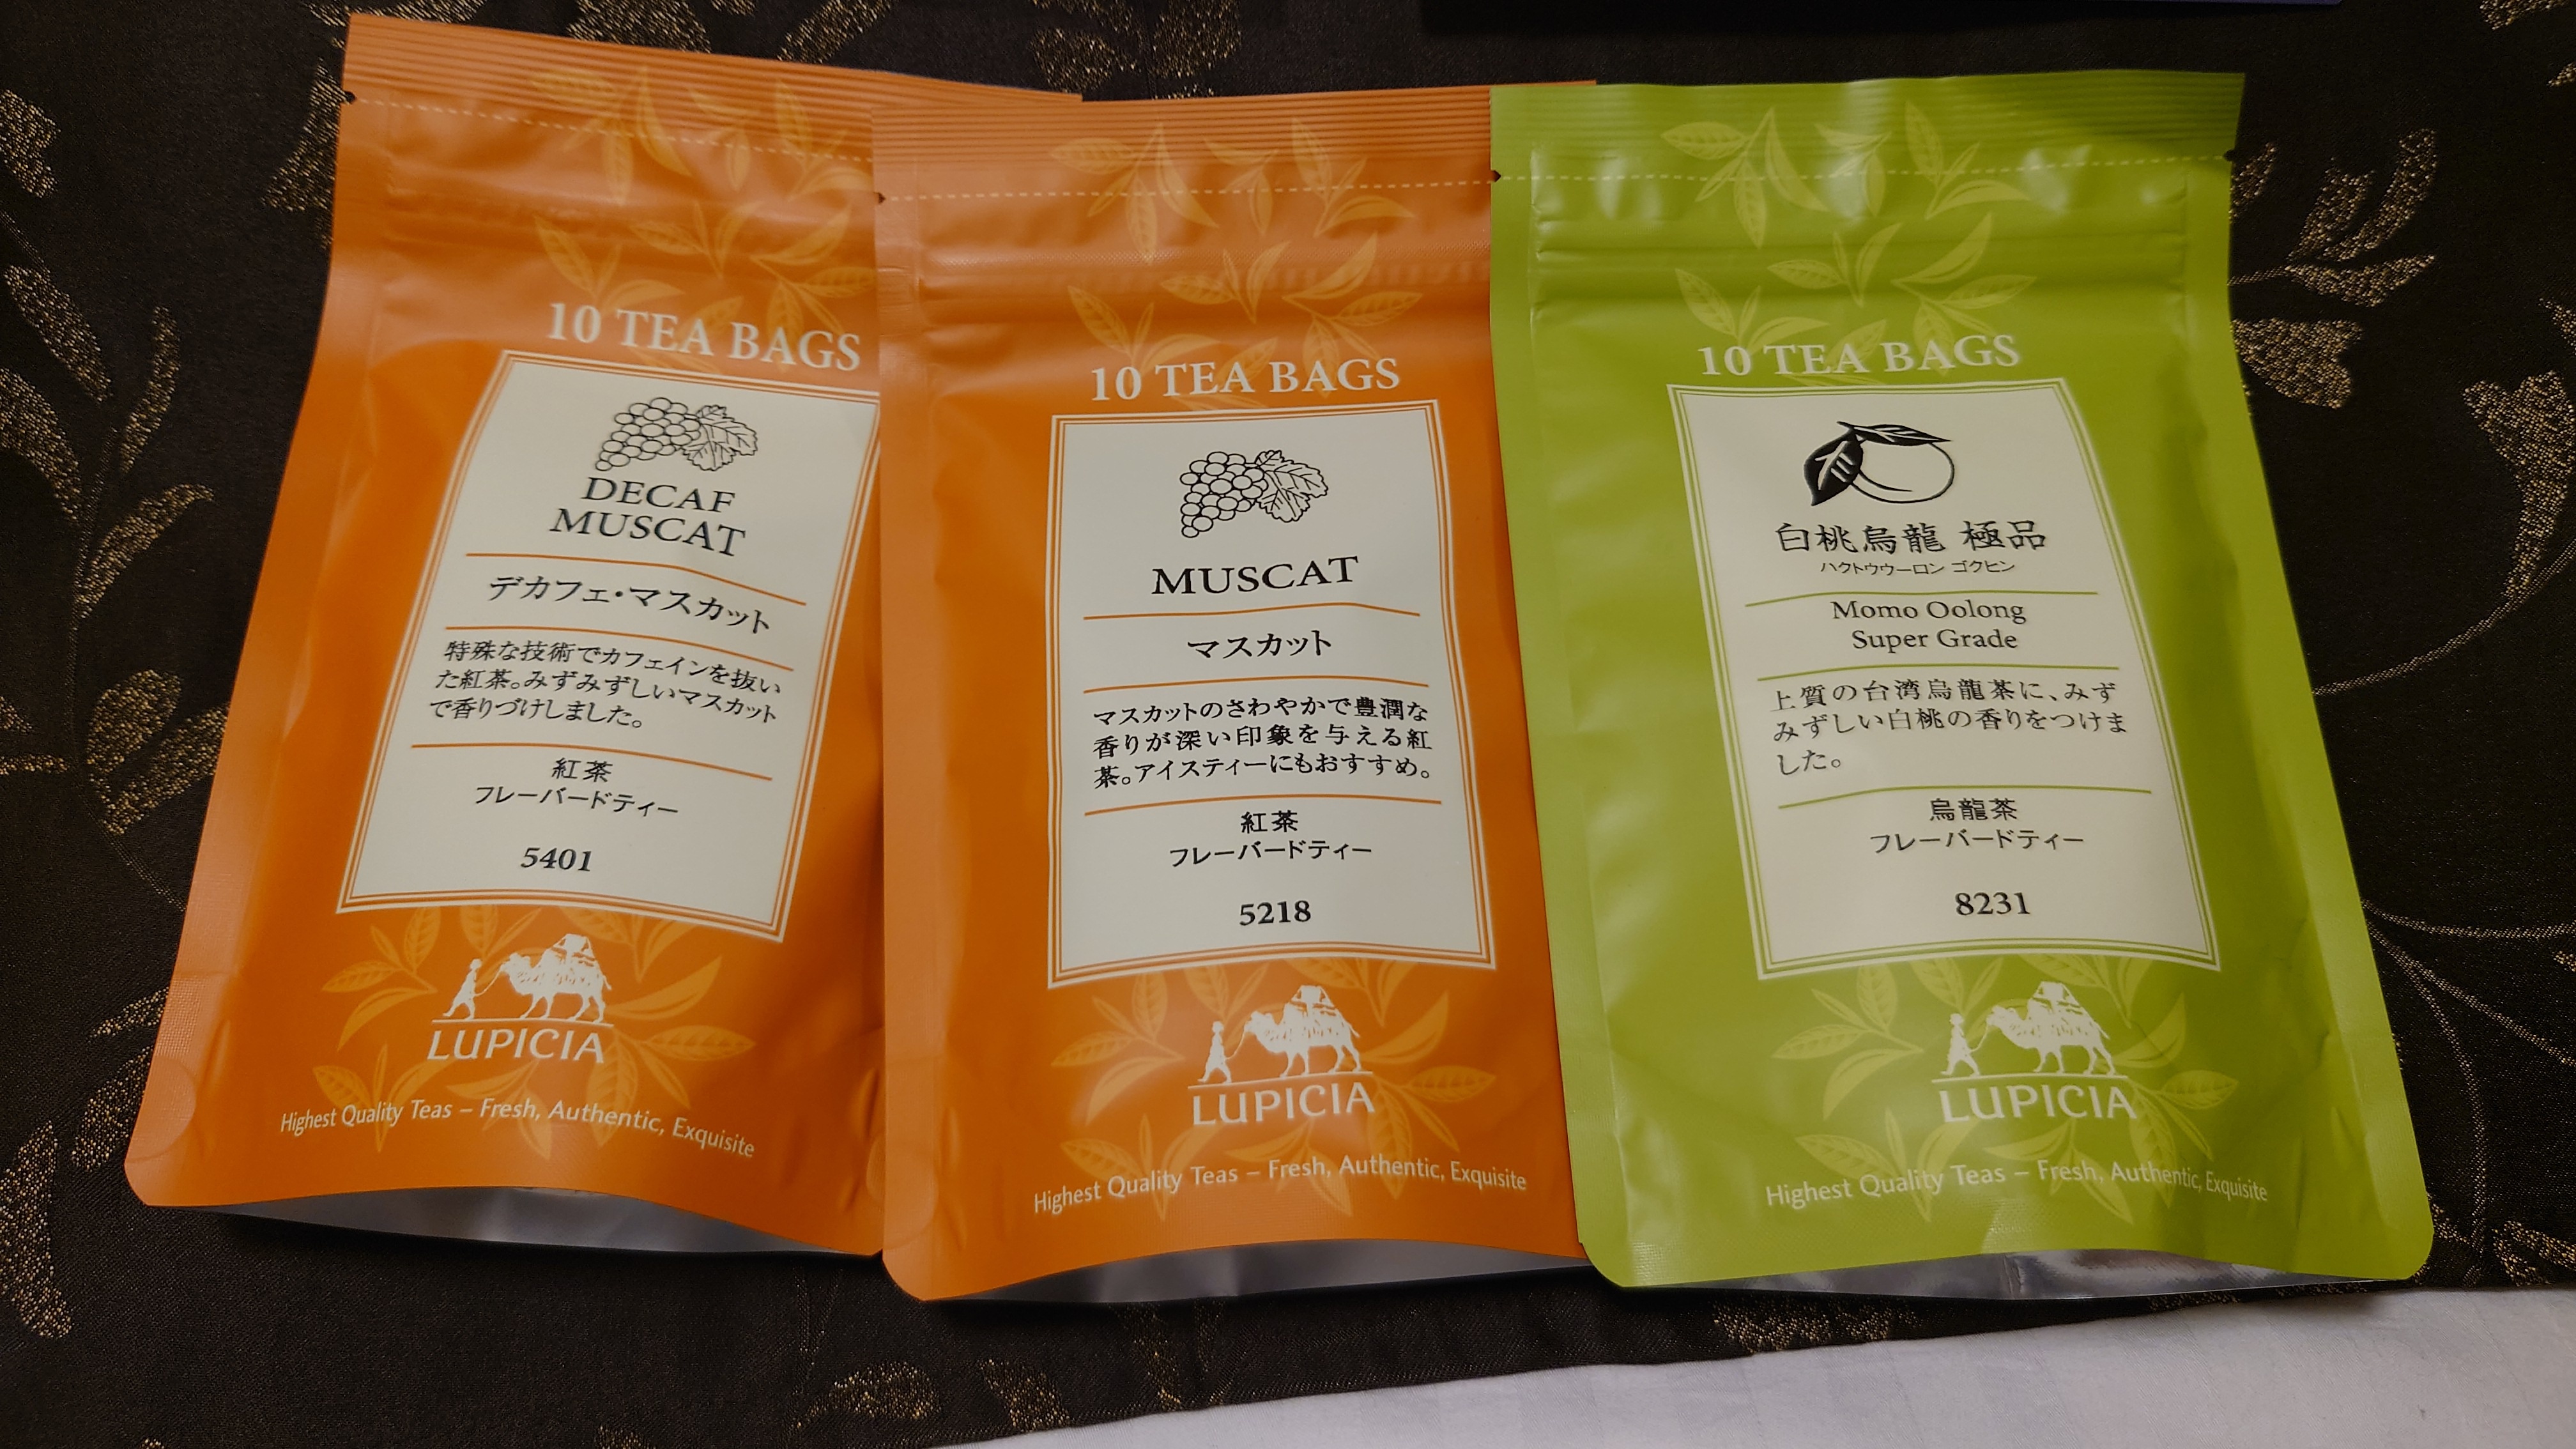 10 TEA BAGS
DECAF
MUSCAT
デカフェ・マスカット
特殊な技術でカフェインを抜い
た紅茶。みずみずしいマスカット
で香りづけしました。
紅茶
フレーバードティー
5401
LUPICIA
Highest Quality Teas – Fresh, Authentic, Exquisite
10 TEA BAGS
MUSCAT
マスカット
マスカットのさわやかで豊潤な
香りが深い印象を与える紅
茶。アイスティーにもおすすめ。
紅茶
フレーバードティー
5218
LUPICIA
Highest Quality Teas – Fresh, Authentic, Exquisite
10 TEA BAGS
白桃烏龍 極品
ハクトウウーロン ゴクヒン
Momo Oolong
Super Grade
上質の台湾烏龍茶に、みず
みずしい白桃の香りをつけま
した。
烏龍茶
フレーバードティー
8231
LUPICIA
Highest Quality Teas – Fresh, Authentic, Exquisite